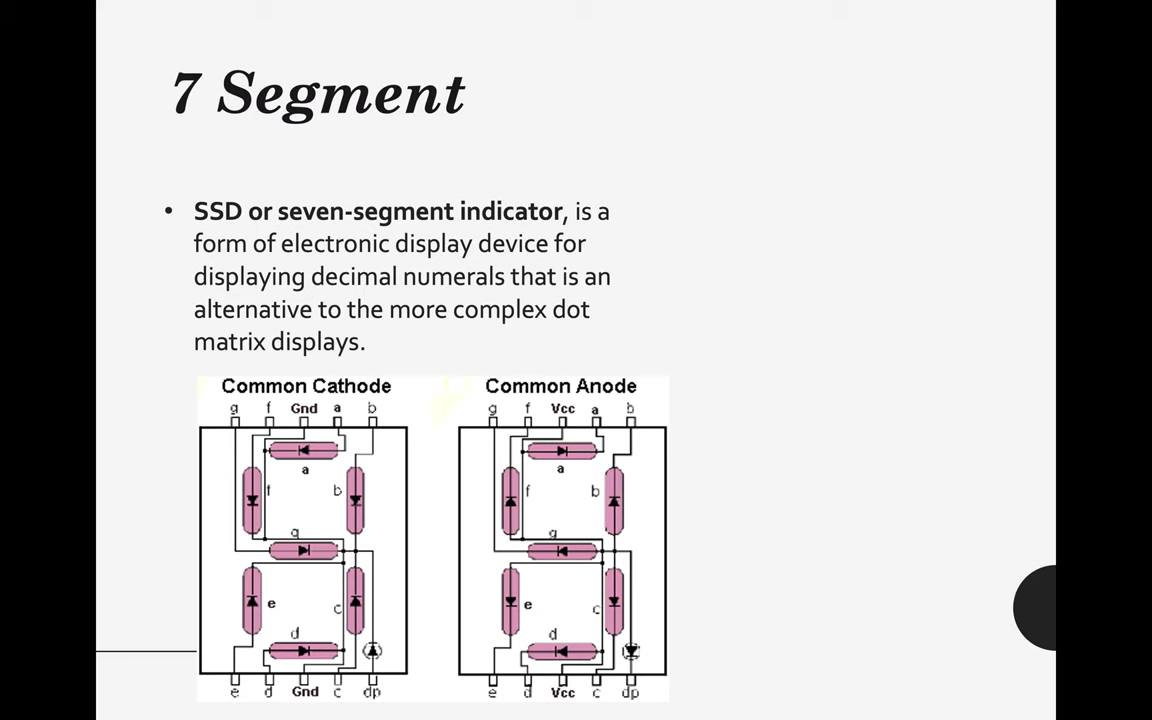 7 Segment
• SSD or seven-segment indicator, is a
form of electronic display device for
displaying decimal numerals that is an
alternative to the more complex dot
matrix displays.
Common Cathode
g f Gnd a b
a
f b
g
e c
d
e d Gnd c dp
Common Anode
g f Vcc a b
a
f b
g
e c
d
e d Vcc c dp